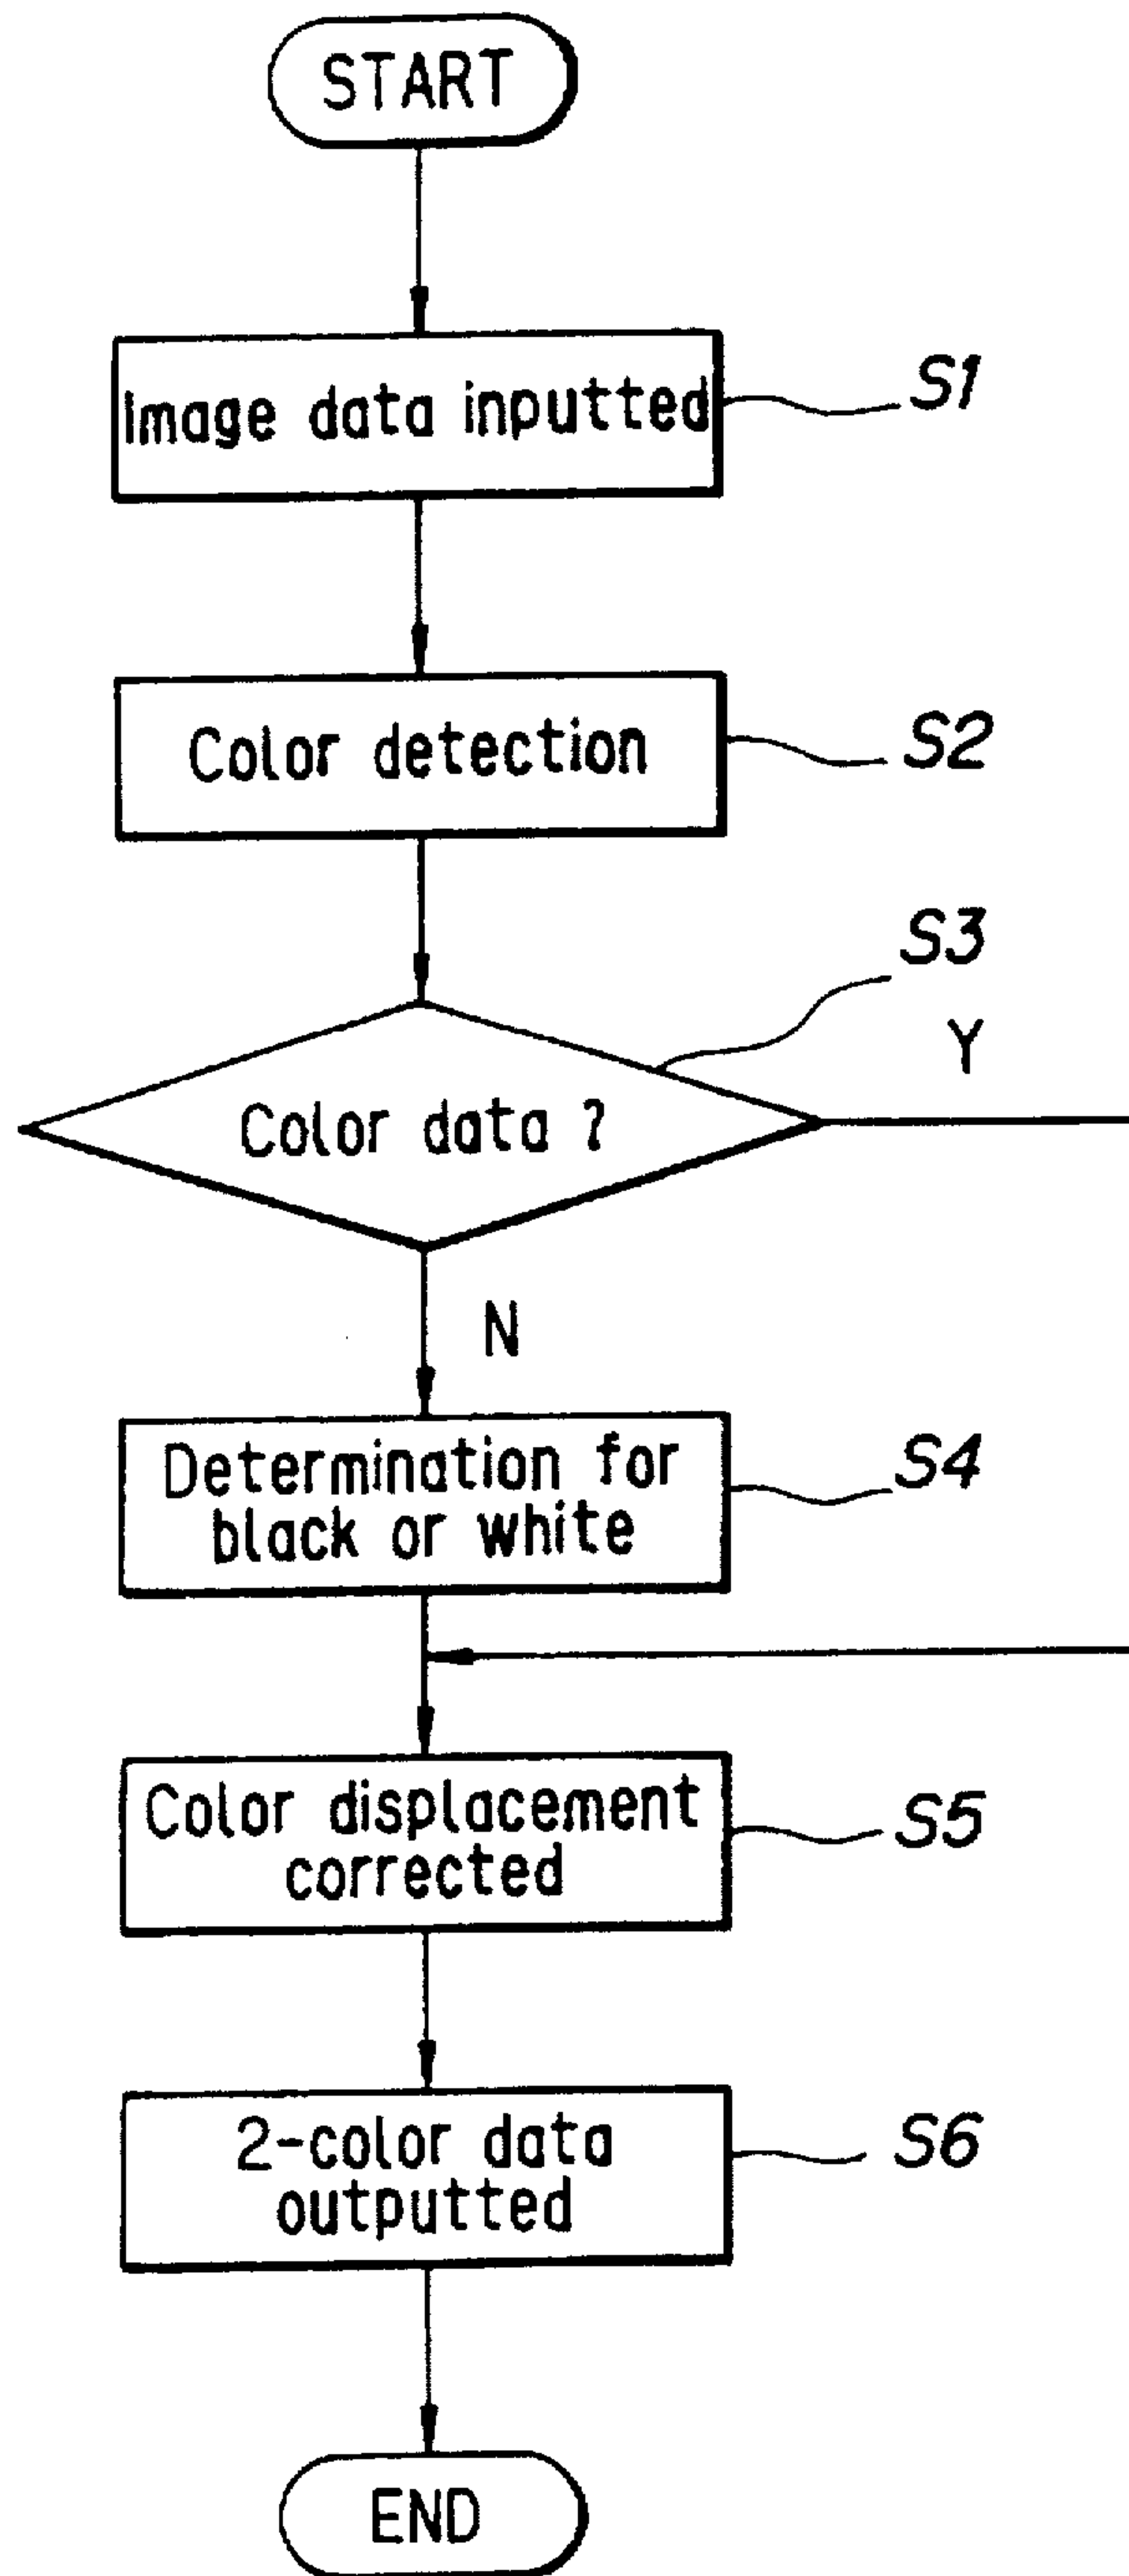 START
Image data inputted
S1
Color detection
S2
S3
Y
Color data ?
N
Determination for
black or white
S4
Color displacement
corrected
S5
2-color data
outputted
S6
END